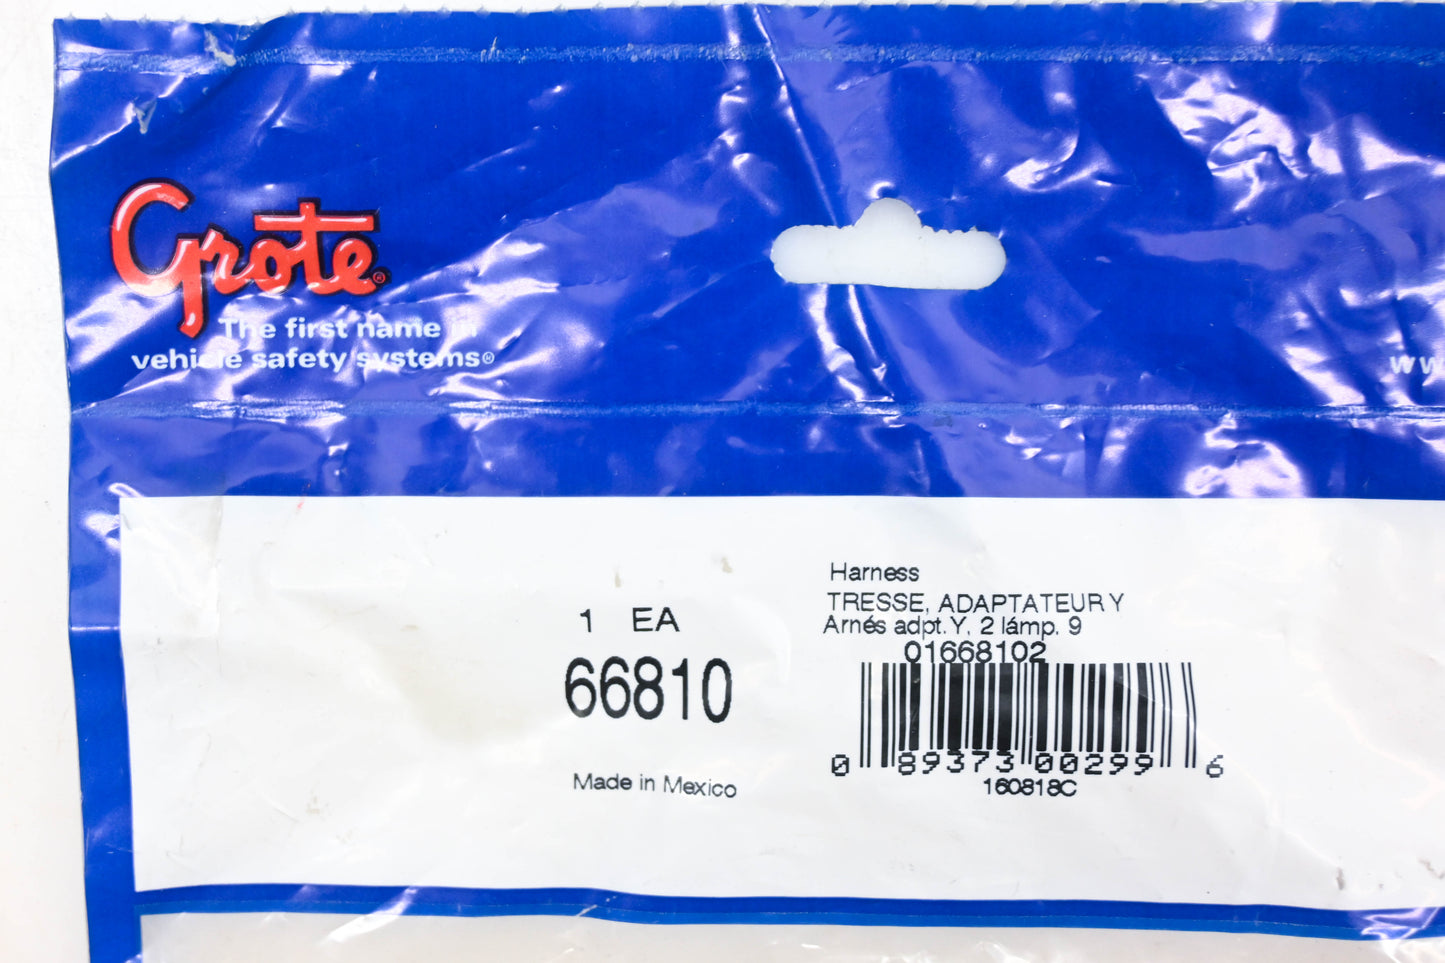 Grote®
The first name in
vehicle safety systems®
1 EA
66810
Made in Mexico
Harness
TRESSE, ADAPTATEUR Y
Arnés adpt. Y, 2 lámp. 9
01668102
0 89373 00299 6
160818C